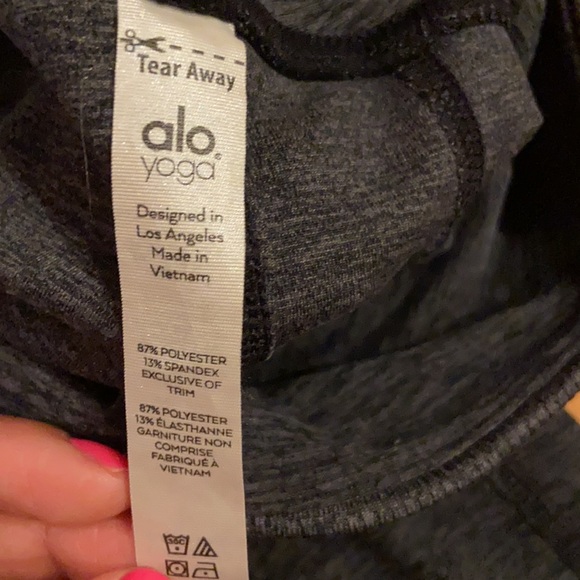 Tear Away
alo
yoga
Designed in
Los Angeles
Made in
Vietnam
87% POLYESTER
13% SPANDEX
EXCLUSIVE OF
TRIM
87% POLYESTER
13% ÉLASTHANNE
GARNITURE NON
COMPRISE
FABRIQUÉ À
VIETNAM